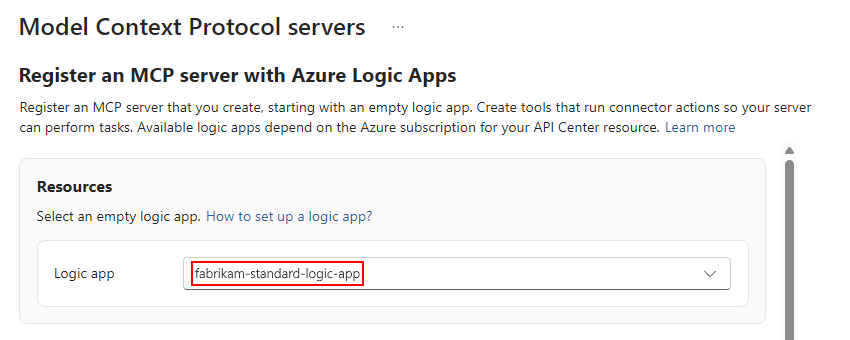 Model Context Protocol servers ...
Register an MCP server with Azure Logic Apps
Register an MCP server that you create, starting with an empty logic app. Create tools that run connector actions so your server
can perform tasks. Available logic apps depend on the Azure subscription for your API Center resource. Learn more
Resources
Select an empty logic app. How to set up a logic app?
Logic app fabrikam-standard-logic-app